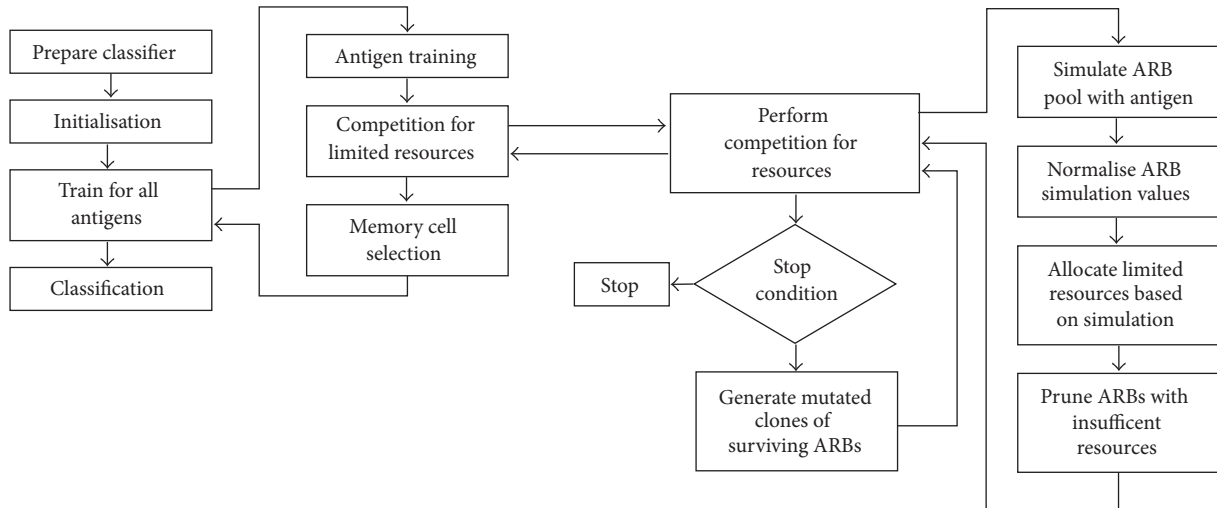 Prepare classifier
Initialisation
Train for all
antigens
Classification
Antigen training
Competition for
limited resources
Memory cell
selection
Perform
competition for
resources
Stop
condition
Stop
Generate mutated
clones of
surviving ARBs
Simulate ARB
pool with antigen
Normalise ARB
simulation values
Allocate limited
resources based
on simulation
Prune ARBs with
insufficent
resources